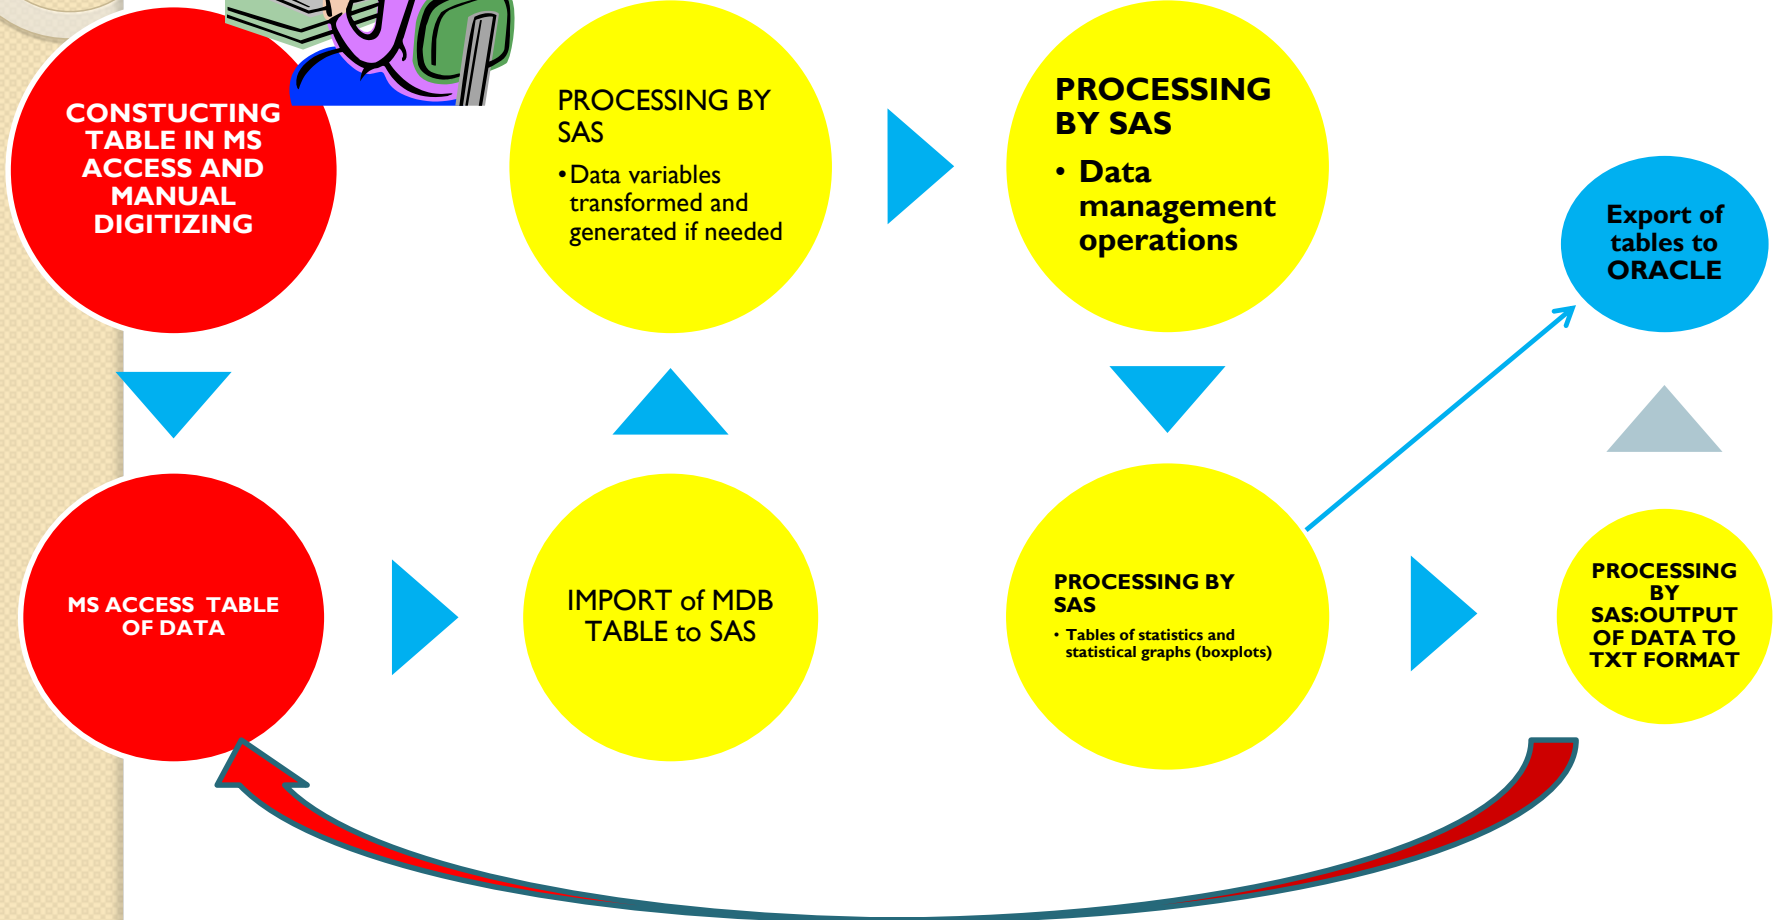 CONSTUCTING
TABLE IN MS
ACCESS AND
MANUAL
DIGITIZING
MS ACCESS  TABLE
OF DATA
IMPORT of MDB
TABLE to SAS
PROCESSING BY
SAS
•Data variables
transformed and
generated if needed
PROCESSING
BY SAS
• Data
management
operations
PROCESSING BY
SAS
• Tables of statistics and
statistical graphs (boxplots)
PROCESSING
BY
SAS:OUTPUT
OF DATA TO
TXT FORMAT
Export of
tables to
ORACLE